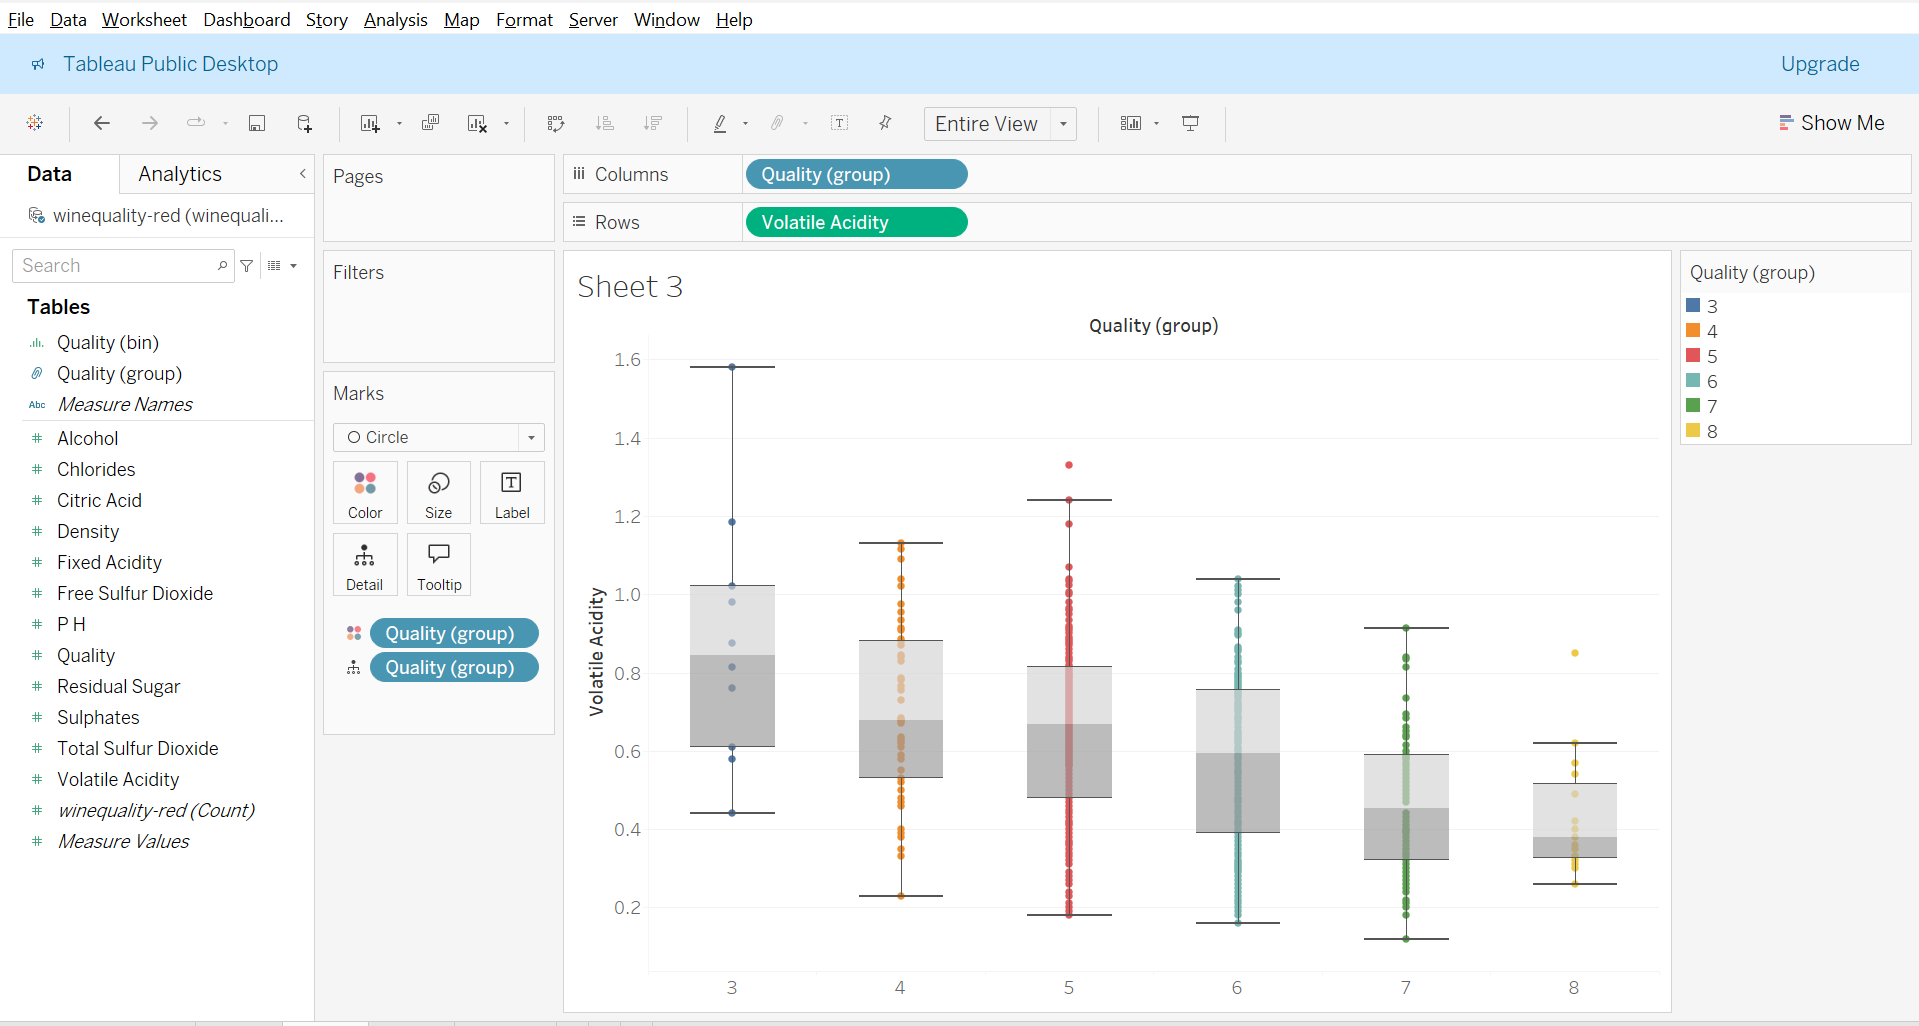 File Data Worksheet Dashboard Story Analysis Map Format Server Window Help
Tableau Public Desktop
Upgrade
Entire View
Show Me
Data
Analytics
winequality-red (winequali...
Search
Tables
Quality (bin)
Quality (group)
Abc Measure Names
Alcohol
Chlorides
Citric Acid
Density
Fixed Acidity
Free Sulfur Dioxide
P H
Quality
Residual Sugar
Sulphates
Total Sulfur Dioxide
Volatile Acidity
winequality-red (Count)
Measure Values
Pages
Filters
Marks
Circle
Color
Size
Label
Detail
Tooltip
Quality (group)
Quality (group)
Columns
Quality (group)
Rows
Volatile Acidity
Sheet 3
Quality (group)
Volatile Acidity
1.6
1.4
1.2
1.0
0.8
0.6
0.4
0.2
3 4 5 6 7 8
Quality (group)
3
4
5
6
7
8